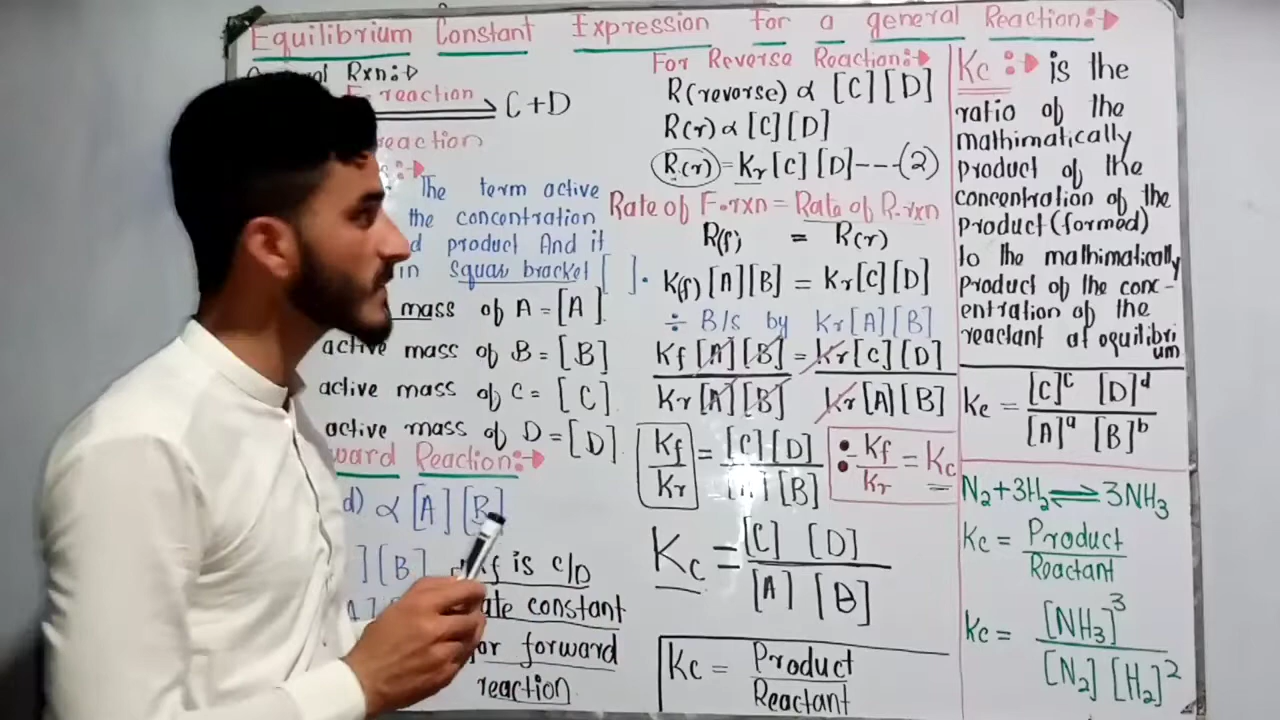 Equilibrium Constant Expression for a general Reaction:-
Rxn:-
reaction
C+D
reaction
The term active
the concentration
product And it
in Squar bracket [ ].
mass of A = [A]
active mass of B = [B]
active mass of C = [C]
active mass of D = [D]
Reaction:-
∝ [A] [B]
[B]
is c/D
constant
forward
reaction.
For Reverse Reaction:-
R(reverse) ∝ [C] [D]
R(r) ∝ [C] [D]
R(r) = Kr [C] [D]---(2)
Rate of F.rxn = Rate of R.rxn
R(f) = R(r)
K(f) [A] [B] = Kr [C] [D]
÷ B/s by Kr [A] [B]
Kf [A] [B] = Kr [C] [D]
Kr [A] [B] Kr [A] [B]
Kf = [C] [D]
Kr [A] [B]
∵ Kf = Kc
Kr
Kc = [C] [D]
[A] [B]
Kc = Product
Reactant
Kc :- is the
ratio of the
mathimatically
product of the
concentration of the
product (formed)
to the mathimatically
Product of the conc-
entration of the
reactant at equilibri
um
Kc = [C]ᶜ [D]ᵈ
[A]ᵃ [B]ᵇ
N₂+3H₂ ⇌ 3NH₃
Kc = Product
Reactant
Kc = [NH₃]³
[N₂] [H₂]²